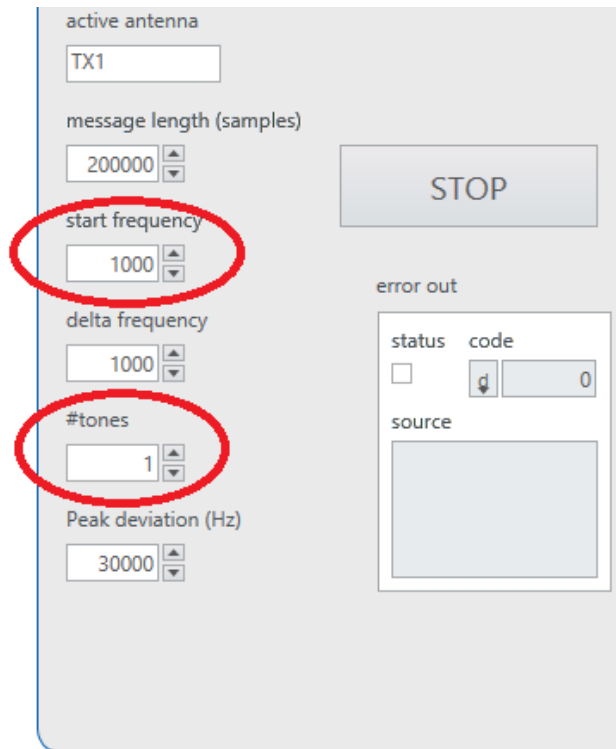 active antenna
TX1
message length (samples)
200000
STOP
start frequency
1000
error out
delta frequency
1000
status code
d 0
#tones
1
source
Peak deviation (Hz)
30000